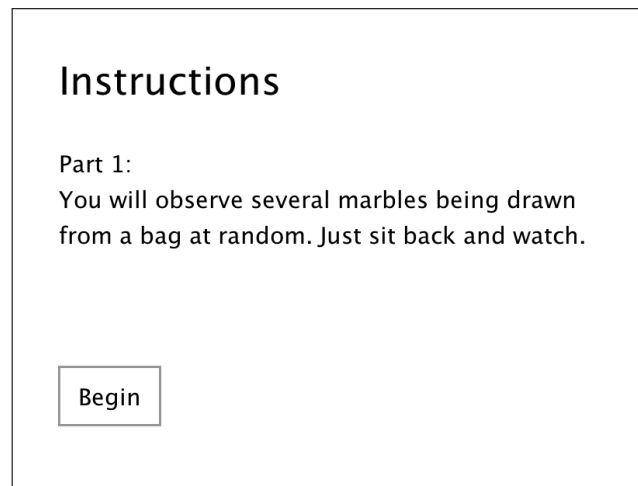 Instructions
Part 1:
You will observe several marbles being drawn
from a bag at random. Just sit back and watch.
Begin